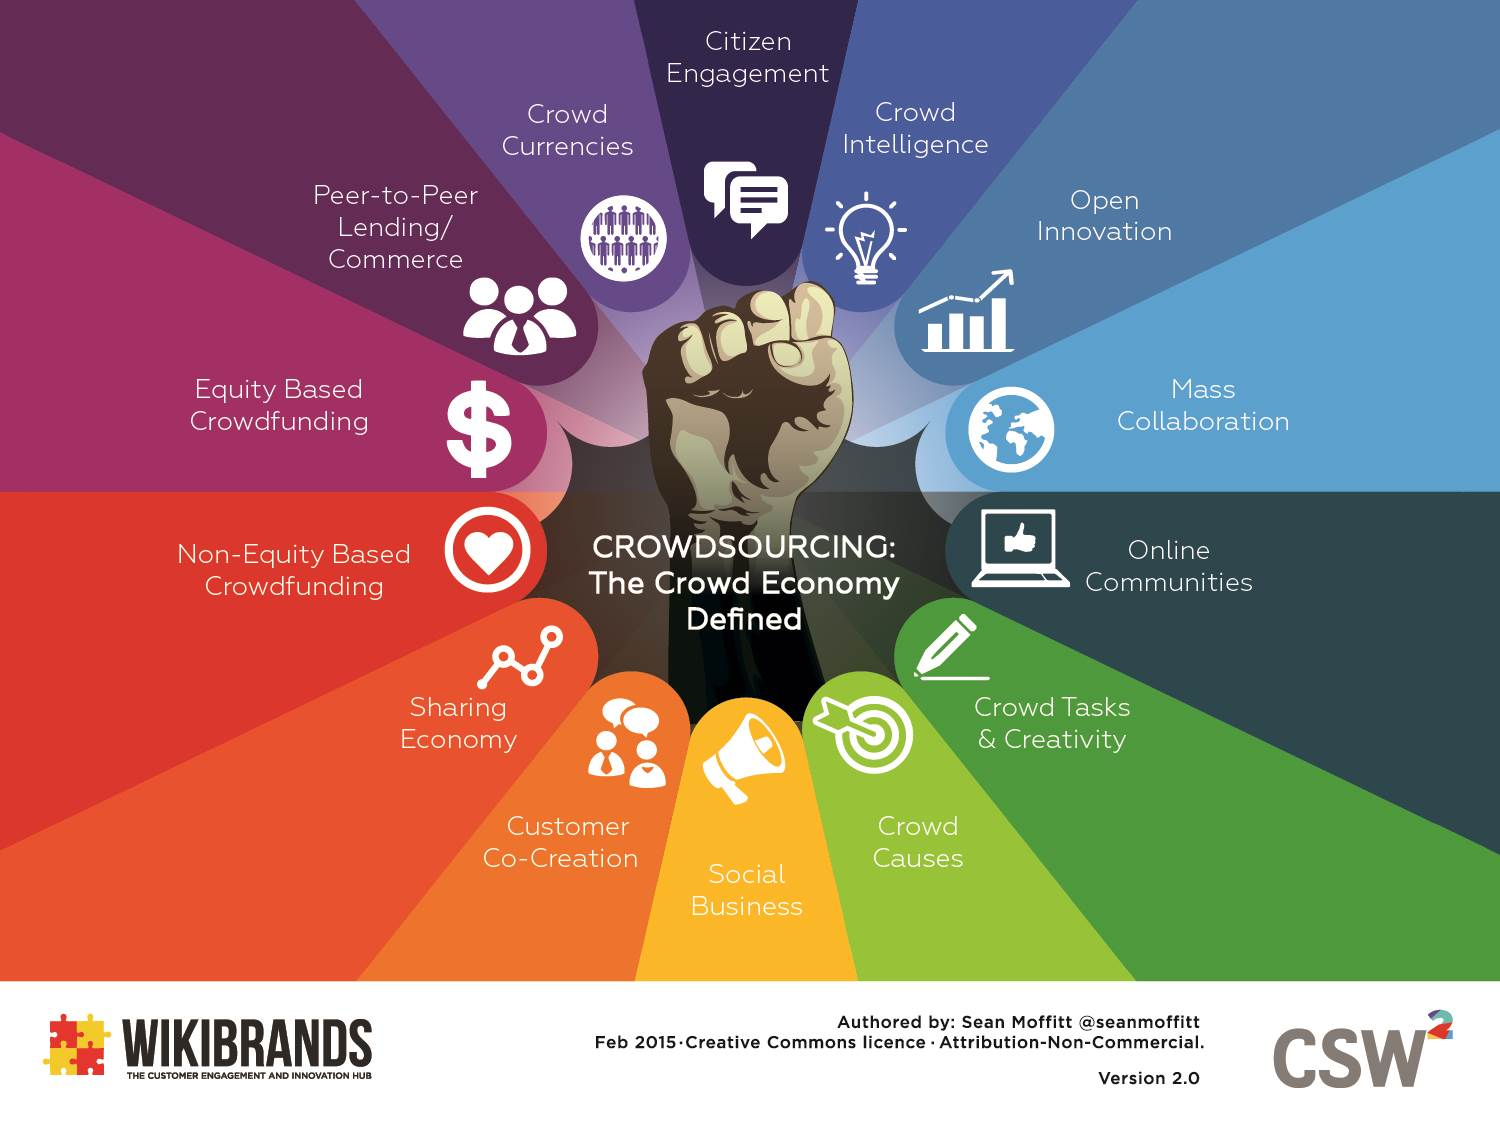 Citizen
Engagement
Crowd
Currencies
Crowd
Intelligence
Peer-to-Peer
Lending/
Commerce
Open
Innovation
Equity Based
Crowdfunding
Mass
Collaboration
Non-Equity Based
Crowdfunding
CROWDSOURCING:
The Crowd Economy
Defined
Online
Communities
Sharing
Economy
Crowd Tasks
& Creativity
Customer
Co-Creation
Crowd
Causes
Social
Business
WIKIBRANDS
THE CUSTOMER ENGAGEMENT AND INNOVATION HUB
Authored by: Sean Moffitt @seanmoffitt
Feb 2015·Creative Commons licence · Attribution-Non-Commercial.
Version 2.0
CSW2